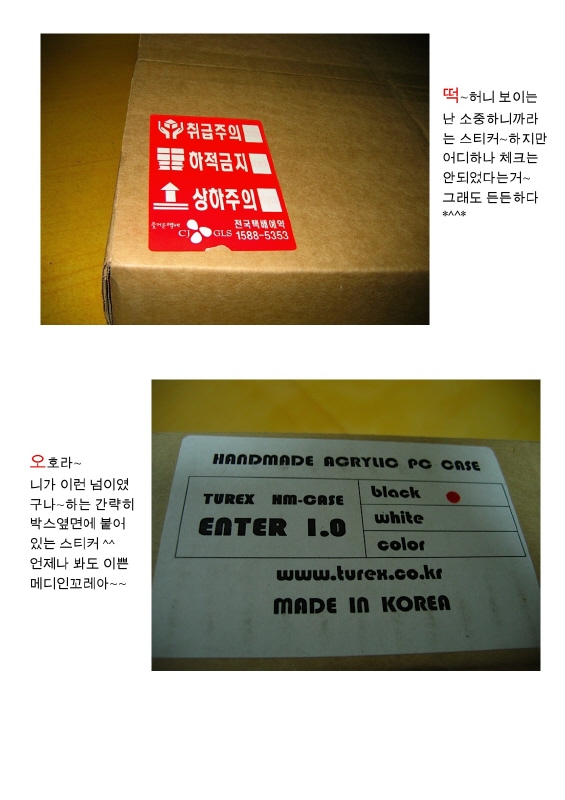 취급주의
하적금지
상하주의
CJ GLS
전국택배예약
1588-5353
떡~허니 보이는
난 소중하니까라
는 스티커~하지만
어디하나 체크는
안되었다는거~
그래도 든든하다
*^^*
오호라~
니가 이런 넘이였
구나~하는 간략히
박스옆면에 붙어
있는 스티커 ^^
언제나 봐도 이쁜
메디인꼬레아~~
HANDMADE ACRYLIC PC CASE
TUREX HM-CASE
ENTER 1.0
black
white
color
www.turex.co.kr
MADE IN KOREA